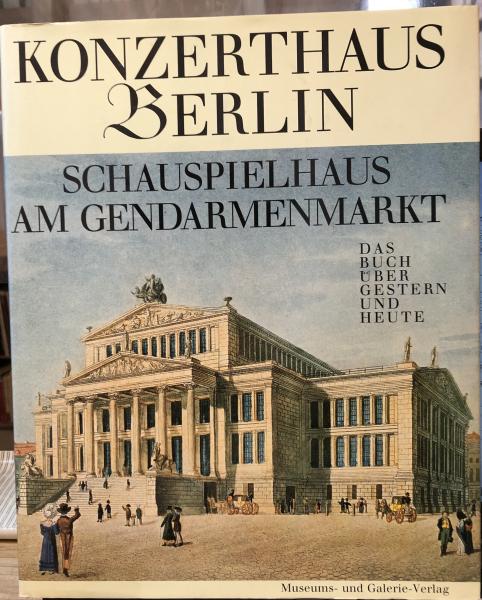 KONZERTHAUS
BERLIN
SCHAUSPIELHAUS
AM GENDARMENMARKT
DAS
BUCH
ÜBER
GESTERN
UND
HEUTE
Museums- und Galerie-Verlag